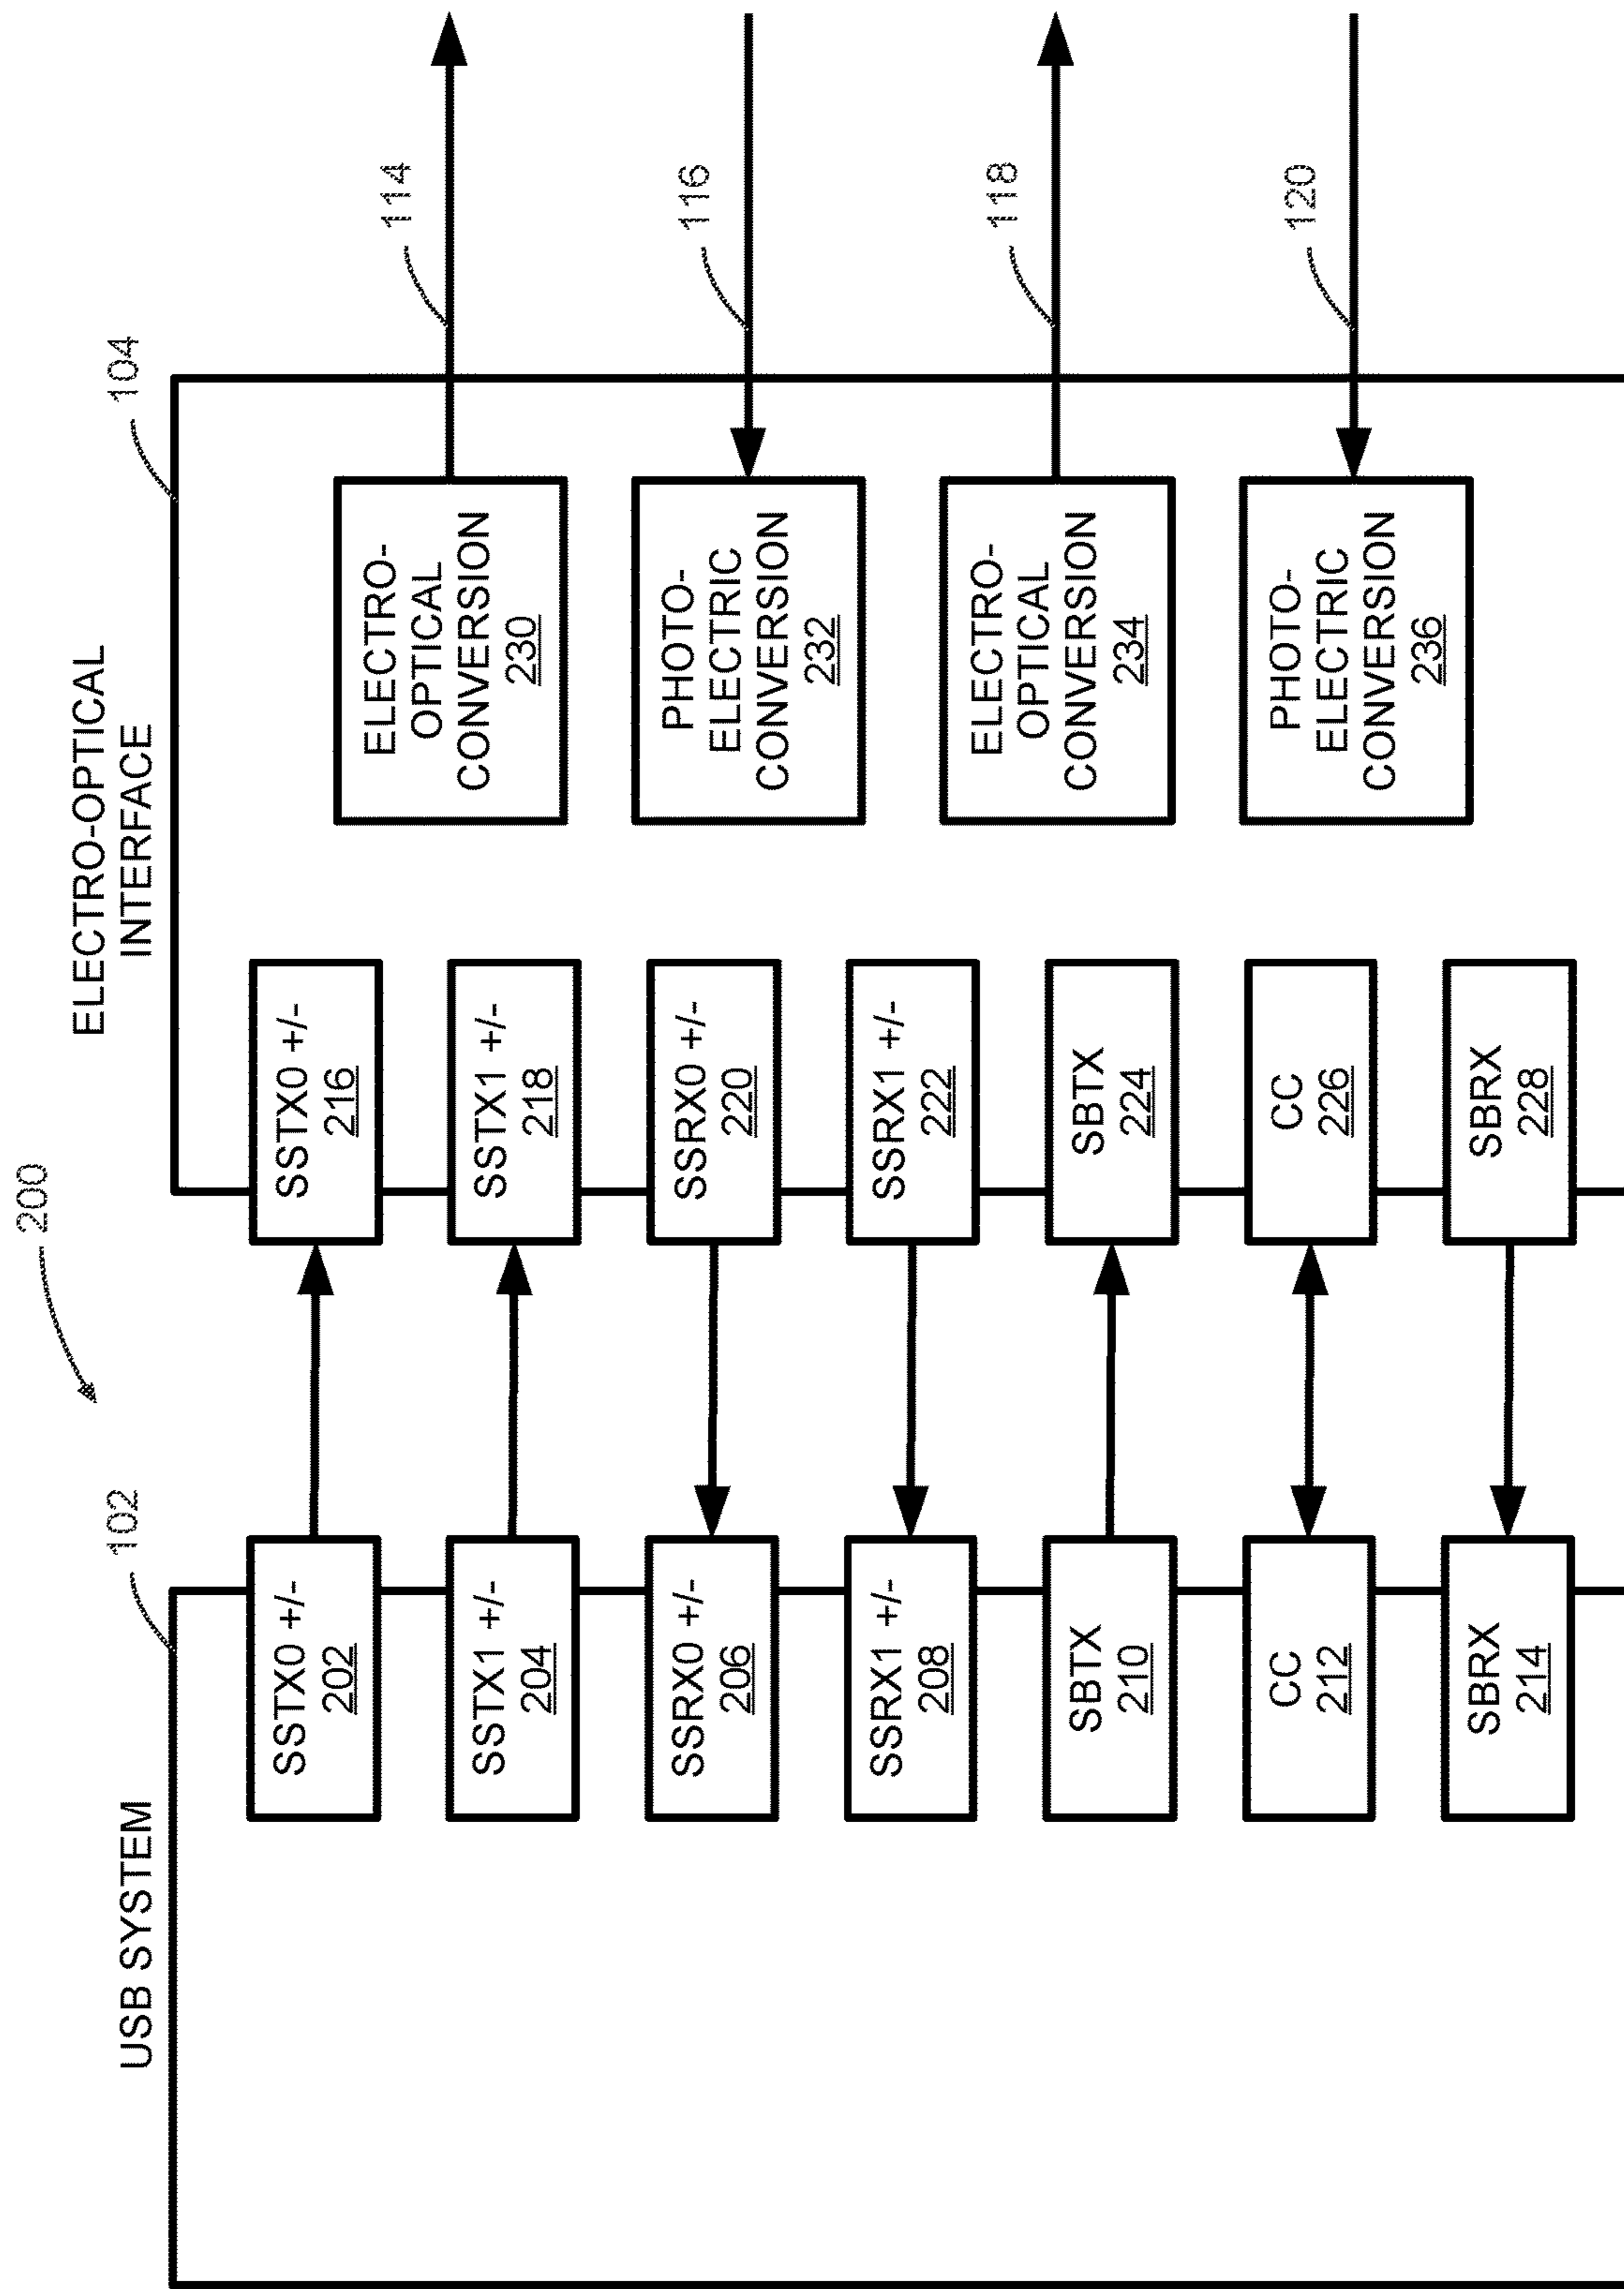 200
USB SYSTEM
102
ELECTRO-OPTICAL
INTERFACE
104
SSTX0 +/-
202
SSTX1 +/-
204
SSRX0 +/-
206
SSRX1 +/-
208
SBTX
210
CC
212
SBRX
214
SSTX0 +/-
216
SSTX1 +/-
218
SSRX0 +/-
220
SSRX1 +/-
222
SBTX
224
CC
226
SBRX
228
ELECTRO-
OPTICAL
CONVERSION
230
PHOTO-
ELECTRIC
CONVERSION
232
ELECTRO-
OPTICAL
CONVERSION
234
PHOTO-
ELECTRIC
CONVERSION
236
114
116
118
120